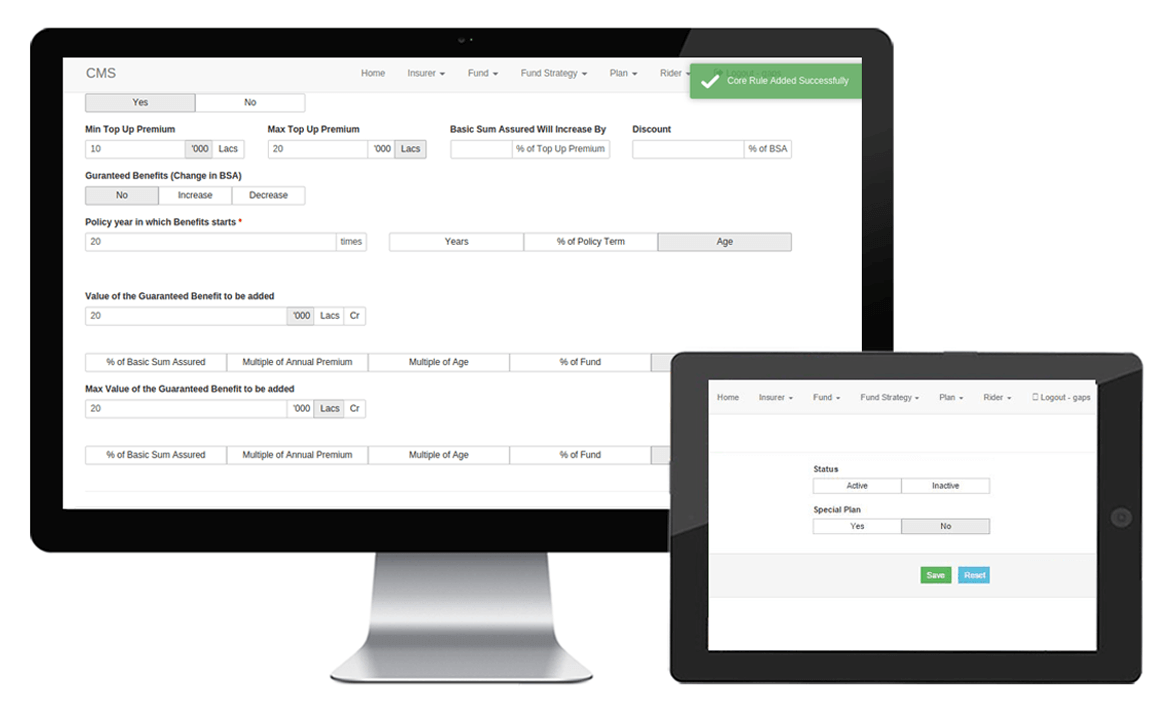 CMS Home Insurer Fund Fund Strategy Plan Rider Logout - gaps
Core Rule Added Successfully
Yes No
Min Top Up Premium Max Top Up Premium Basic Sum Assured Will Increase By Discount
10 '000 Lacs 20 '000 Lacs % of Top Up Premium % of BSA
Guranteed Benefits (Change in BSA)
No Increase Decrease
Policy year in which Benefits starts *
20 times Years % of Policy Term Age
Value of the Guaranteed Benefit to be added
20 '000 Lacs Cr
% of Basic Sum Assured Multiple of Annual Premium Multiple of Age % of Fund
Max Value of the Guaranteed Benefit to be added
20 '000 Lacs Cr
% of Basic Sum Assured Multiple of Annual Premium Multiple of Age % of Fund
Home Insurer Fund Fund Strategy Plan Rider Logout - gaps
Status
Active Inactive
Special Plan
Yes No
Save Reset